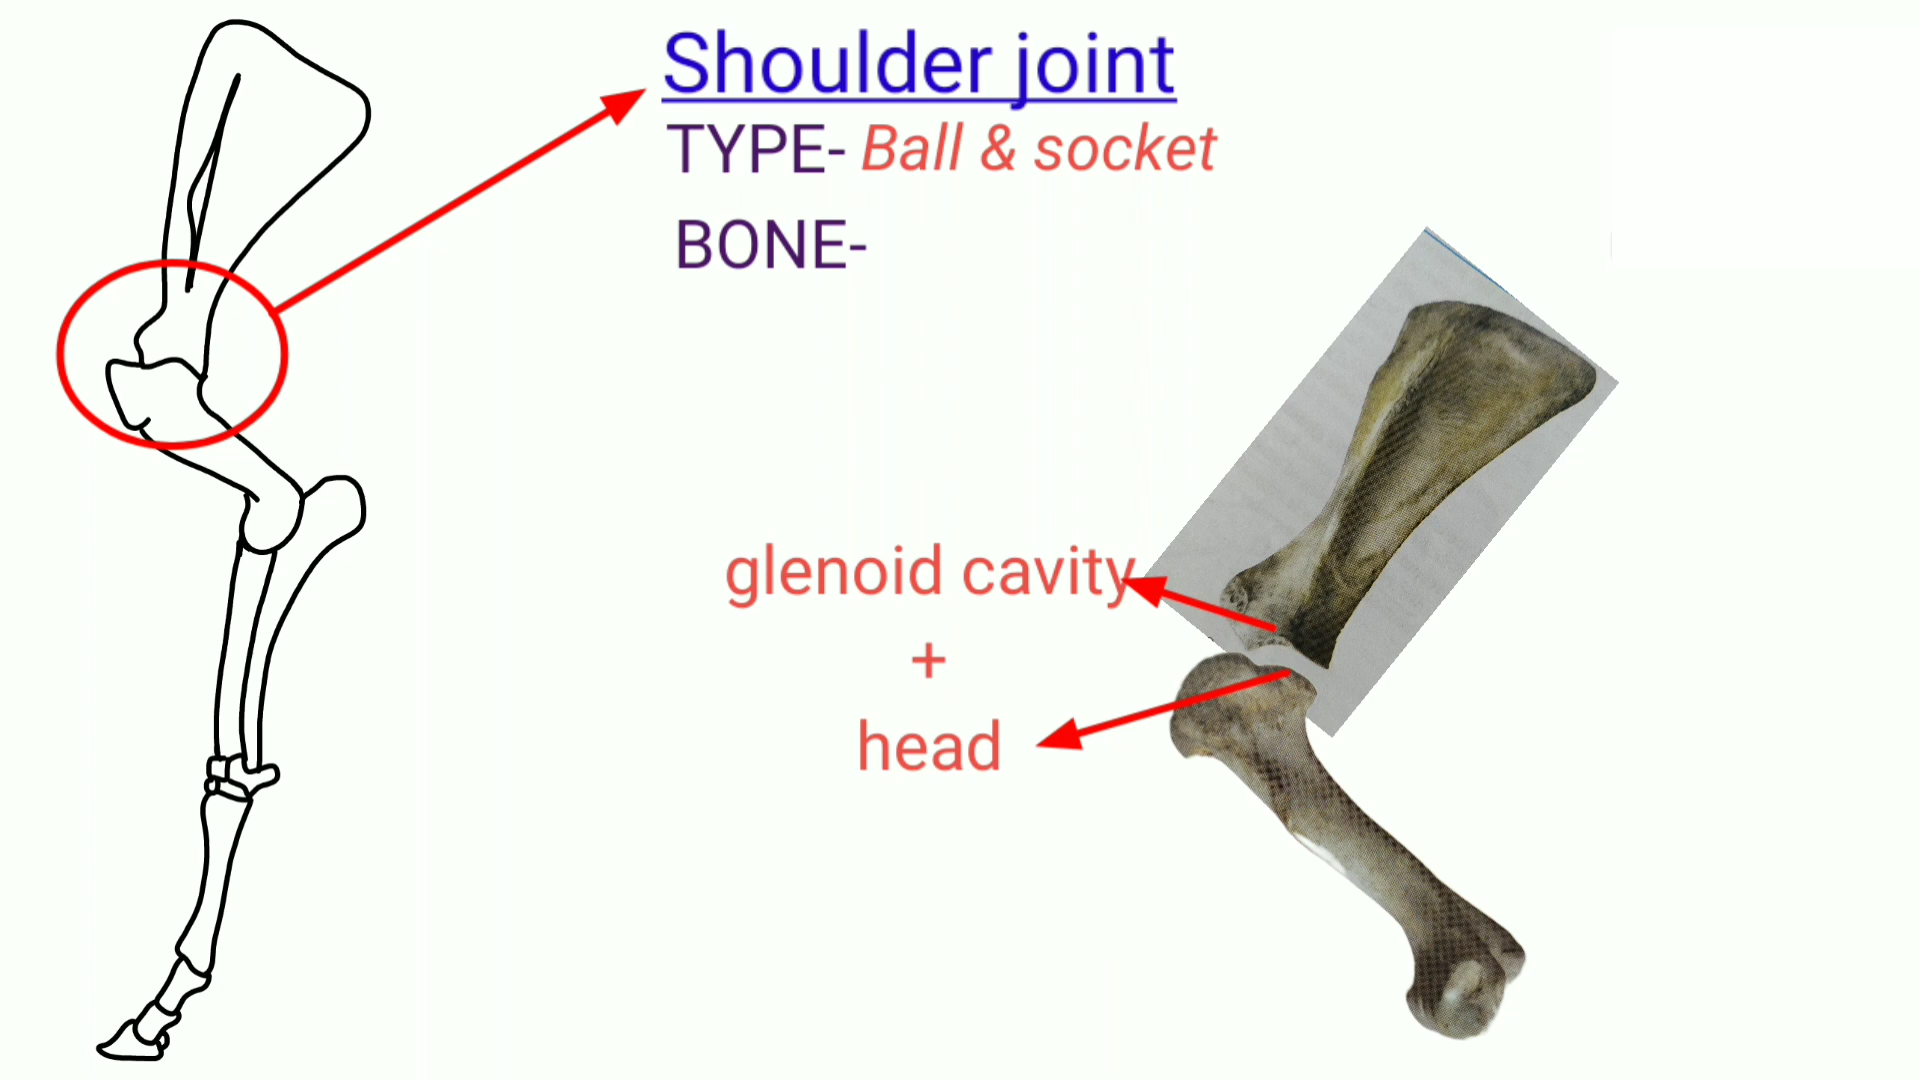 Shoulder joint
TYPE- Ball & socket
BONE-
glenoid cavity
+
head